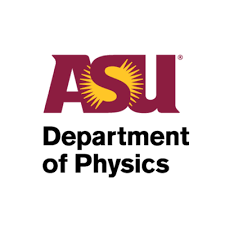 ASU®
Department
of Physics